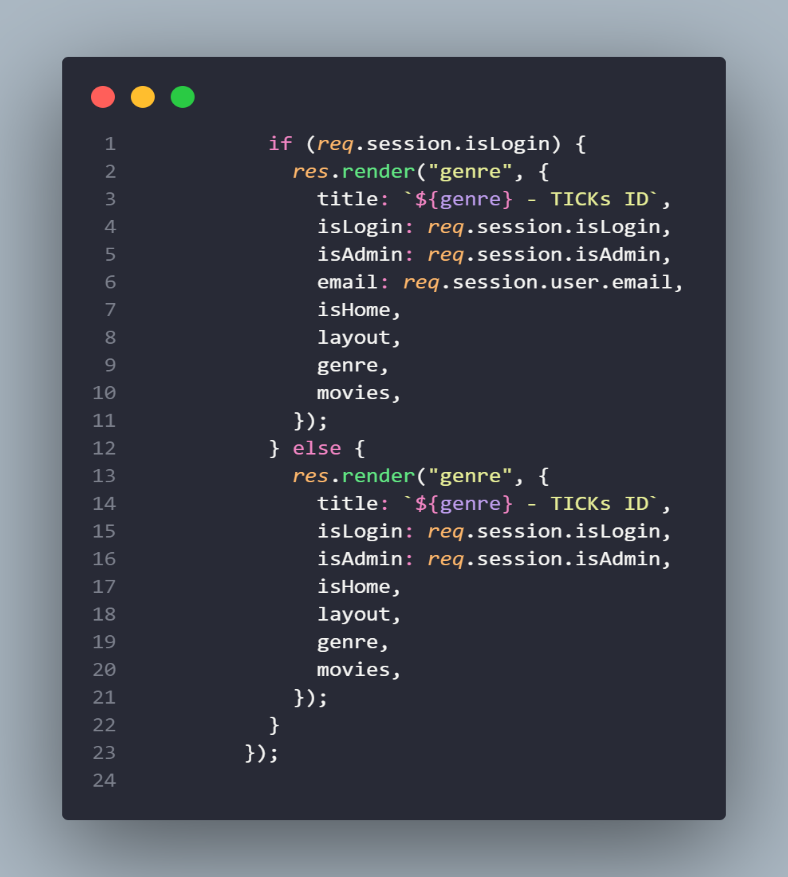 1 if (req.session.isLogin) {
2 res.render("genre", {
3 title: `${genre} - TICKs ID`,
4 isLogin: req.session.isLogin,
5 isAdmin: req.session.isAdmin,
6 email: req.session.user.email,
7 isHome,
8 layout,
9 genre,
10 movies,
11 });
12 } else {
13 res.render("genre", {
14 title: `${genre} - TICKs ID`,
15 isLogin: req.session.isLogin,
16 isAdmin: req.session.isAdmin,
17 isHome,
18 layout,
19 genre,
20 movies,
21 });
22 }
23 });
24